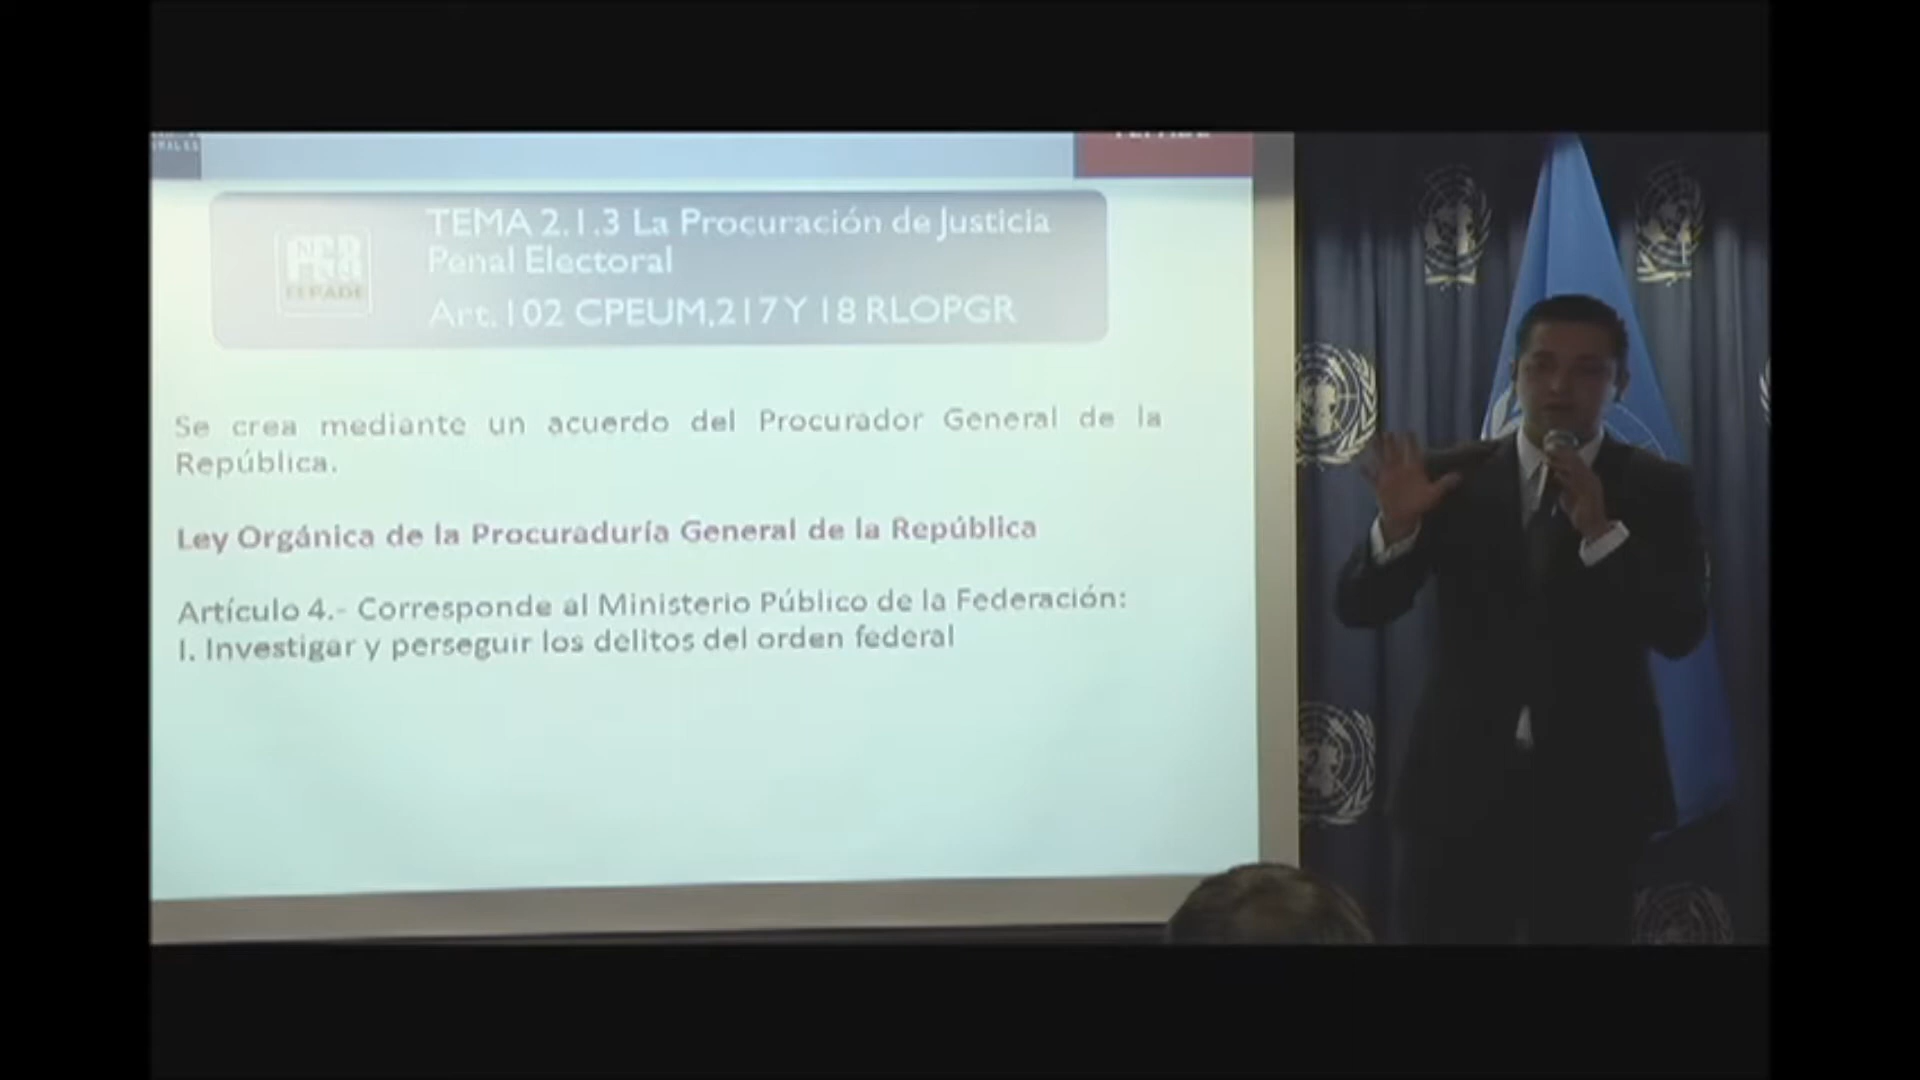 TEMA 2.1.3 La Procuración de Justicia
Penal Electoral
Art.102 CPEUM,217 Y 18 RLOPGR
PGR
FEPADE
Se crea mediante un acuerdo del Procurador General de la
República.
Ley Orgánica de la Procuraduría General de la República
Artículo 4.- Corresponde al Ministerio Público de la Federación:
I. Investigar y perseguir los delitos del orden federal